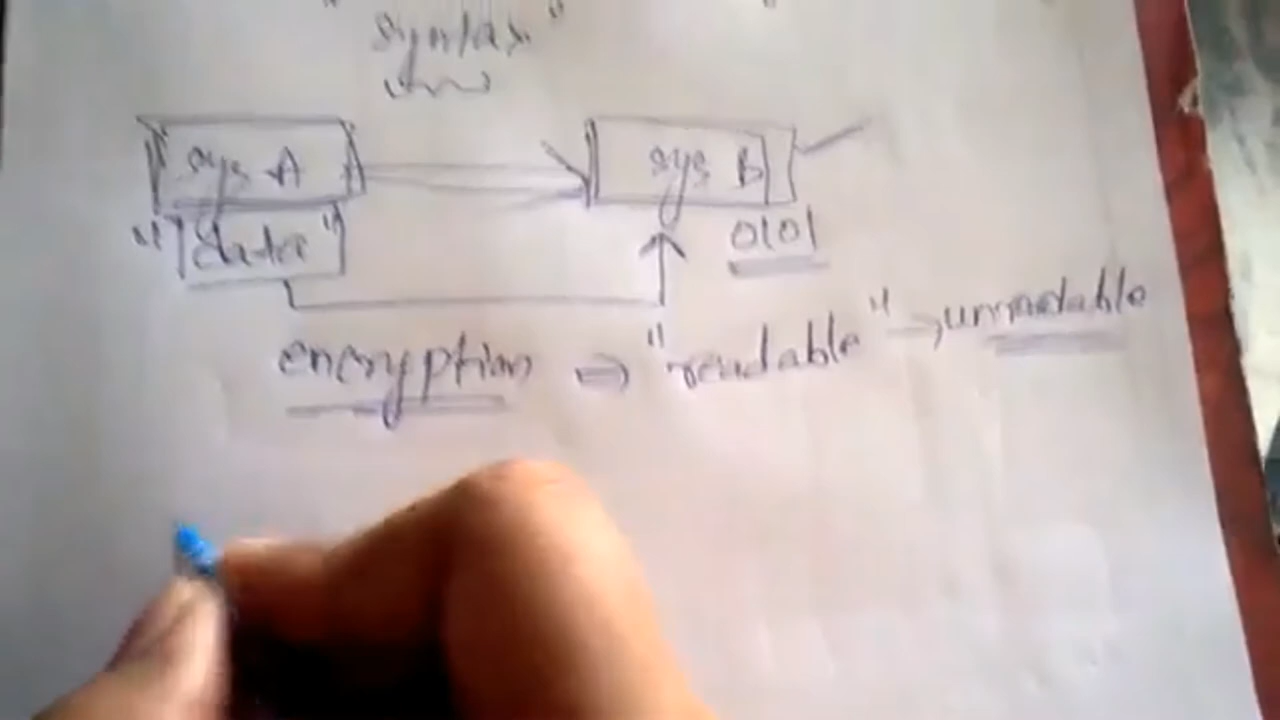 "syntax"
sys A sys B
"data" 0101
encryption ⇒ "readable" → unreadable